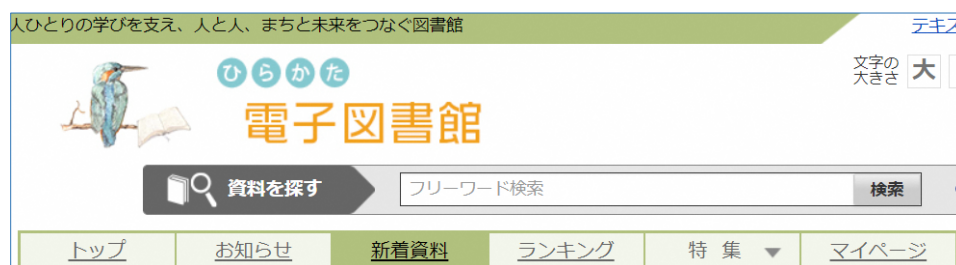 人ひとりの学びを支え、人と人、まちと未来をつなぐ図書館
テキス
ひらかた
電子図書館
文字の
大きさ 大
資料を探す フリーワード検索 検索
トップ お知らせ 新着資料 ランキング 特 集 ▼ マイページ